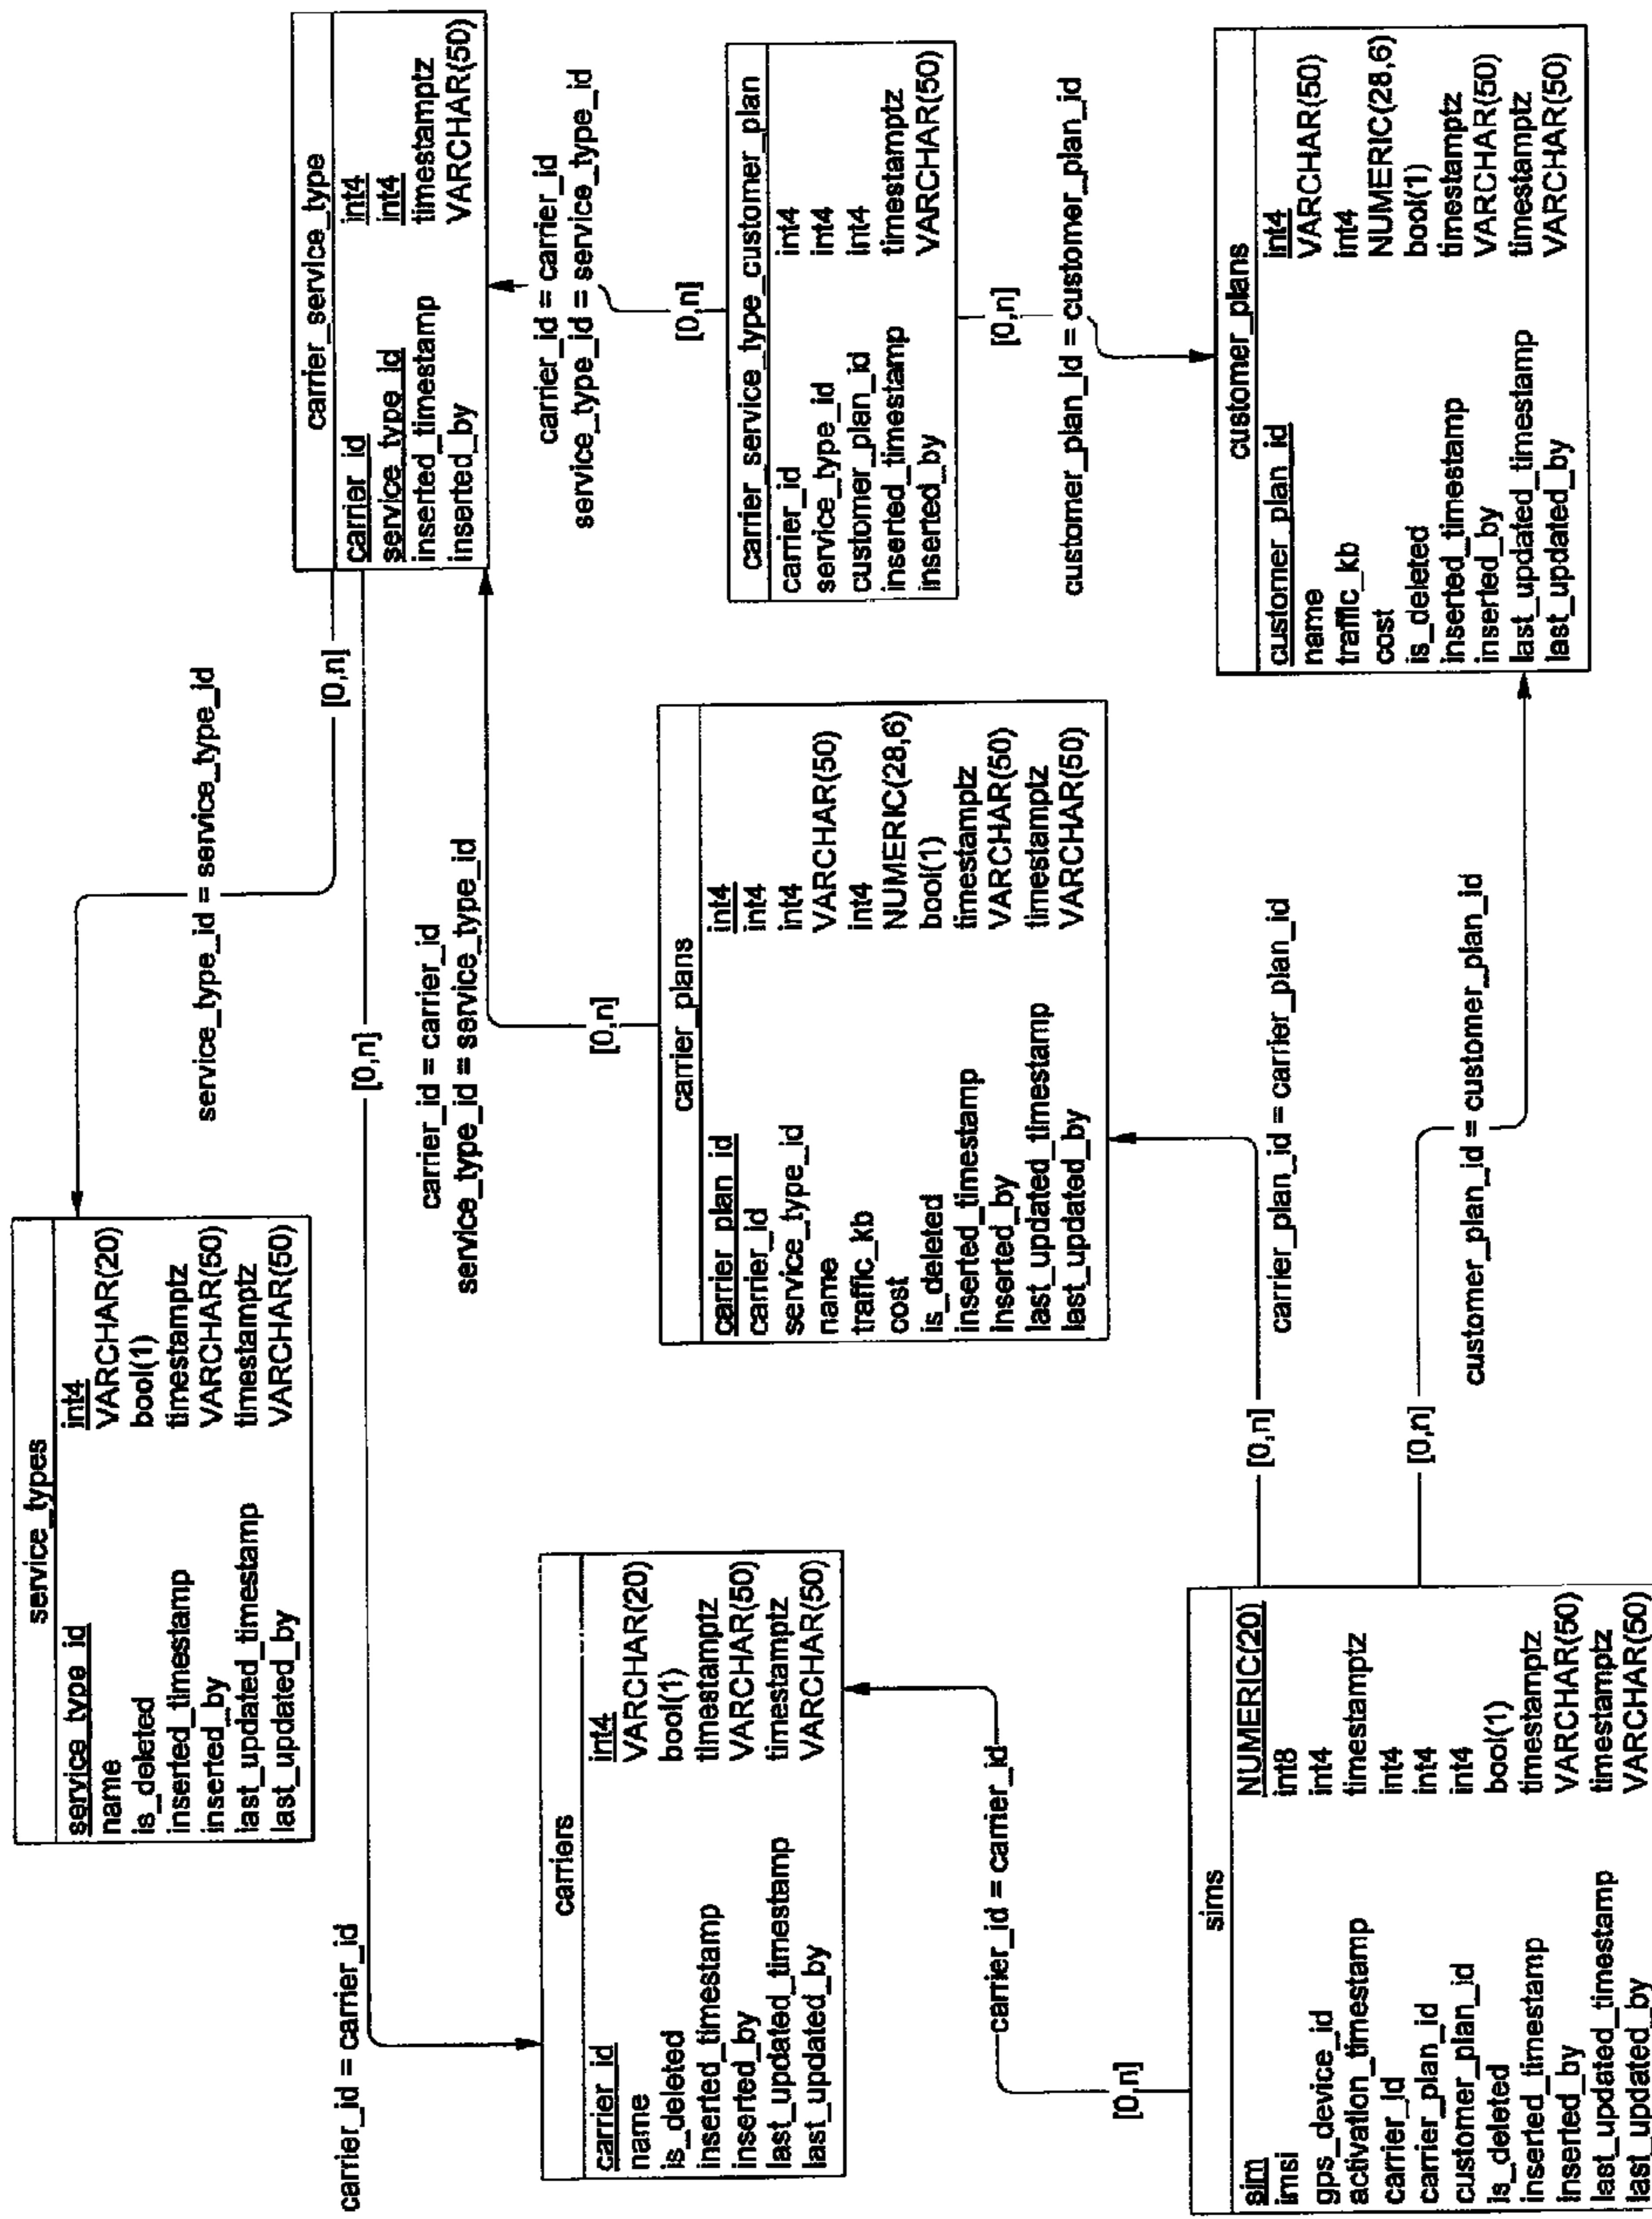 service_types
service_type_id int4
name VARCHAR(20)
is_deleted bool(1)
inserted_timestamp timestamptz
inserted_by VARCHAR(50)
last_updated_timestamp timestamptz
last_updated_by VARCHAR(50)
service_type_id = service_type_id
[0,n]
carrier_service_type
carrier_id int4
service_type_id int4
inserted_timestamp timestamptz
inserted_by VARCHAR(50)
carrier_id = carrier_id
[0,n]
carrier_id = carrier_id
service_type_id = service_type_id
[0,n]
carrier_id = carrier_id
service_type_id = service_type_id
[0,n]
carriers
carrier_id int4
name VARCHAR(20)
is_deleted bool(1)
inserted_timestamp timestamptz
inserted_by VARCHAR(50)
last_updated_timestamp timestamptz
last_updated_by VARCHAR(50)
carrier_plans
carrier_plan_id int4
carrier_id int4
service_type_id int4
name VARCHAR(50)
traffic_kb int4
cost NUMERIC(28,6)
is_deleted bool(1)
inserted_timestamp timestamptz
inserted_by VARCHAR(50)
last_updated_timestamp timestamptz
last_updated_by VARCHAR(50)
carrier_service_type_customer_plan
carrier_id int4
service_type_id int4
customer_plan_id int4
inserted_timestamp timestamptz
inserted_by VARCHAR(50)
carrier_id = carrier_id
[0,n]
[0,n]
customer_plan_id = customer_plan_id
sims
sim NUMERIC(20)
imsi int8
gps_device_id int4
activation_timestamp timestamptz
carrier_id int4
carrier_plan_id int4
customer_plan_id int4
is_deleted bool(1)
inserted_timestamp timestamptz
inserted_by VARCHAR(50)
last_updated_timestamp timestamptz
last_updated_by VARCHAR(50)
[0,n]
carrier_plan_id = carrier_plan_id
[0,n]
customer_plan_id = customer_plan_id
customer_plans
customer_plan_id int4
name VARCHAR(50)
traffic_kb int4
cost NUMERIC(28,6)
is_deleted bool(1)
inserted_timestamp timestamptz
inserted_by VARCHAR(50)
last_updated_timestamp timestamptz
last_updated_by VARCHAR(50)